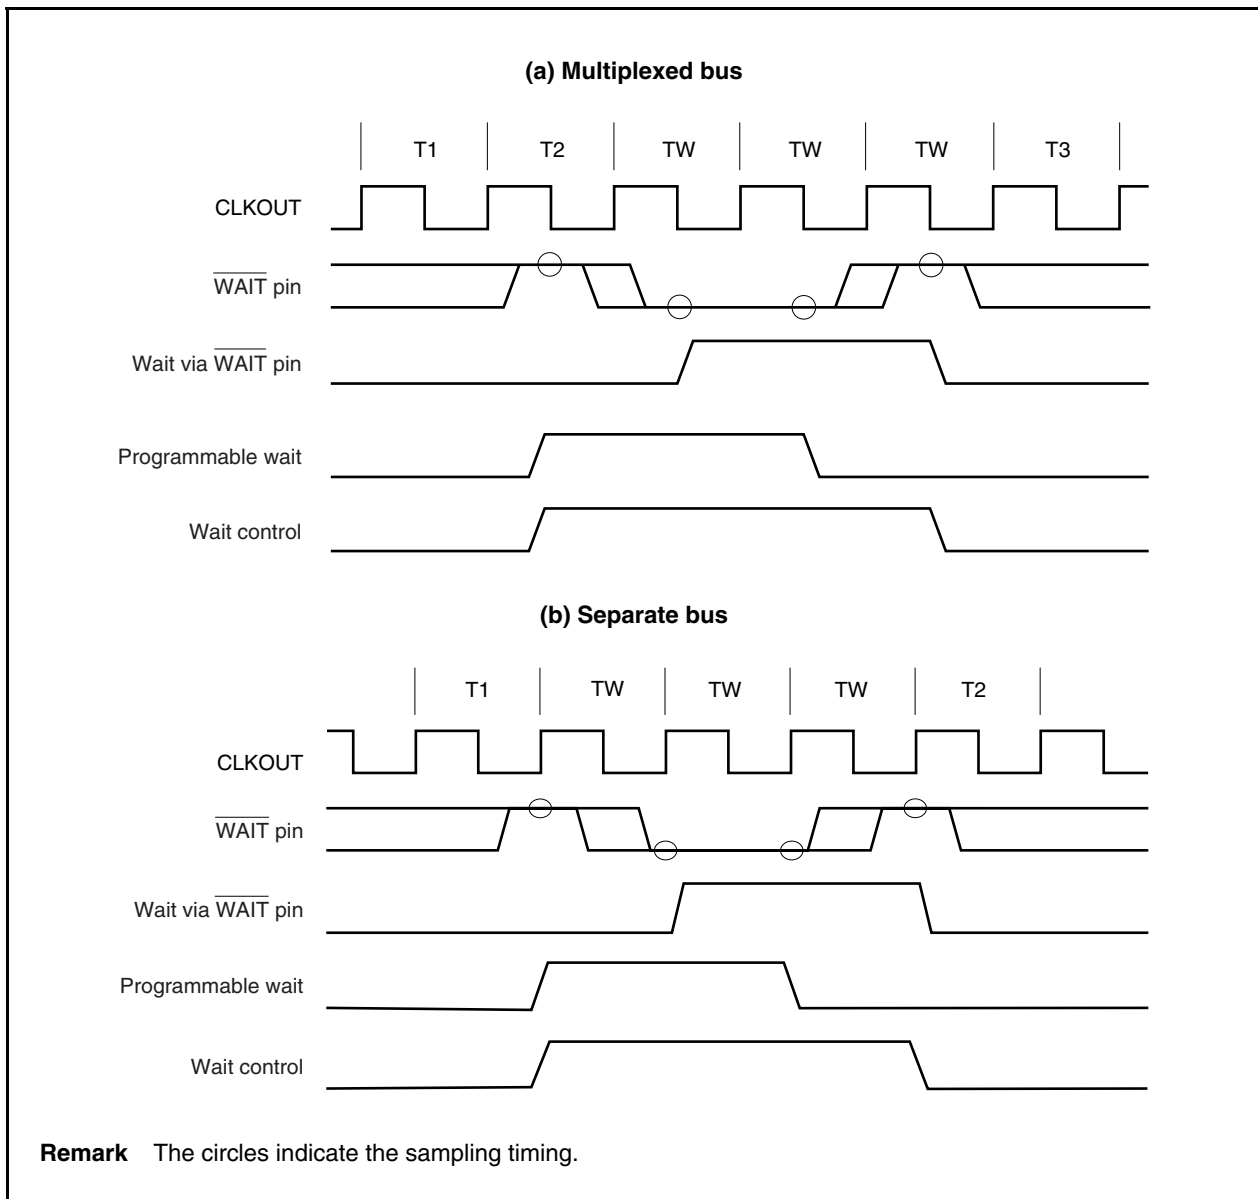 (a) Multiplexed bus
T1 T2 TW TW TW T3
CLKOUT
WAIT pin
Wait via WAIT pin
Programmable wait
Wait control
(b) Separate bus
T1 TW TW TW T2
CLKOUT
WAIT pin
Wait via WAIT pin
Programmable wait
Wait control
Remark The circles indicate the sampling timing.